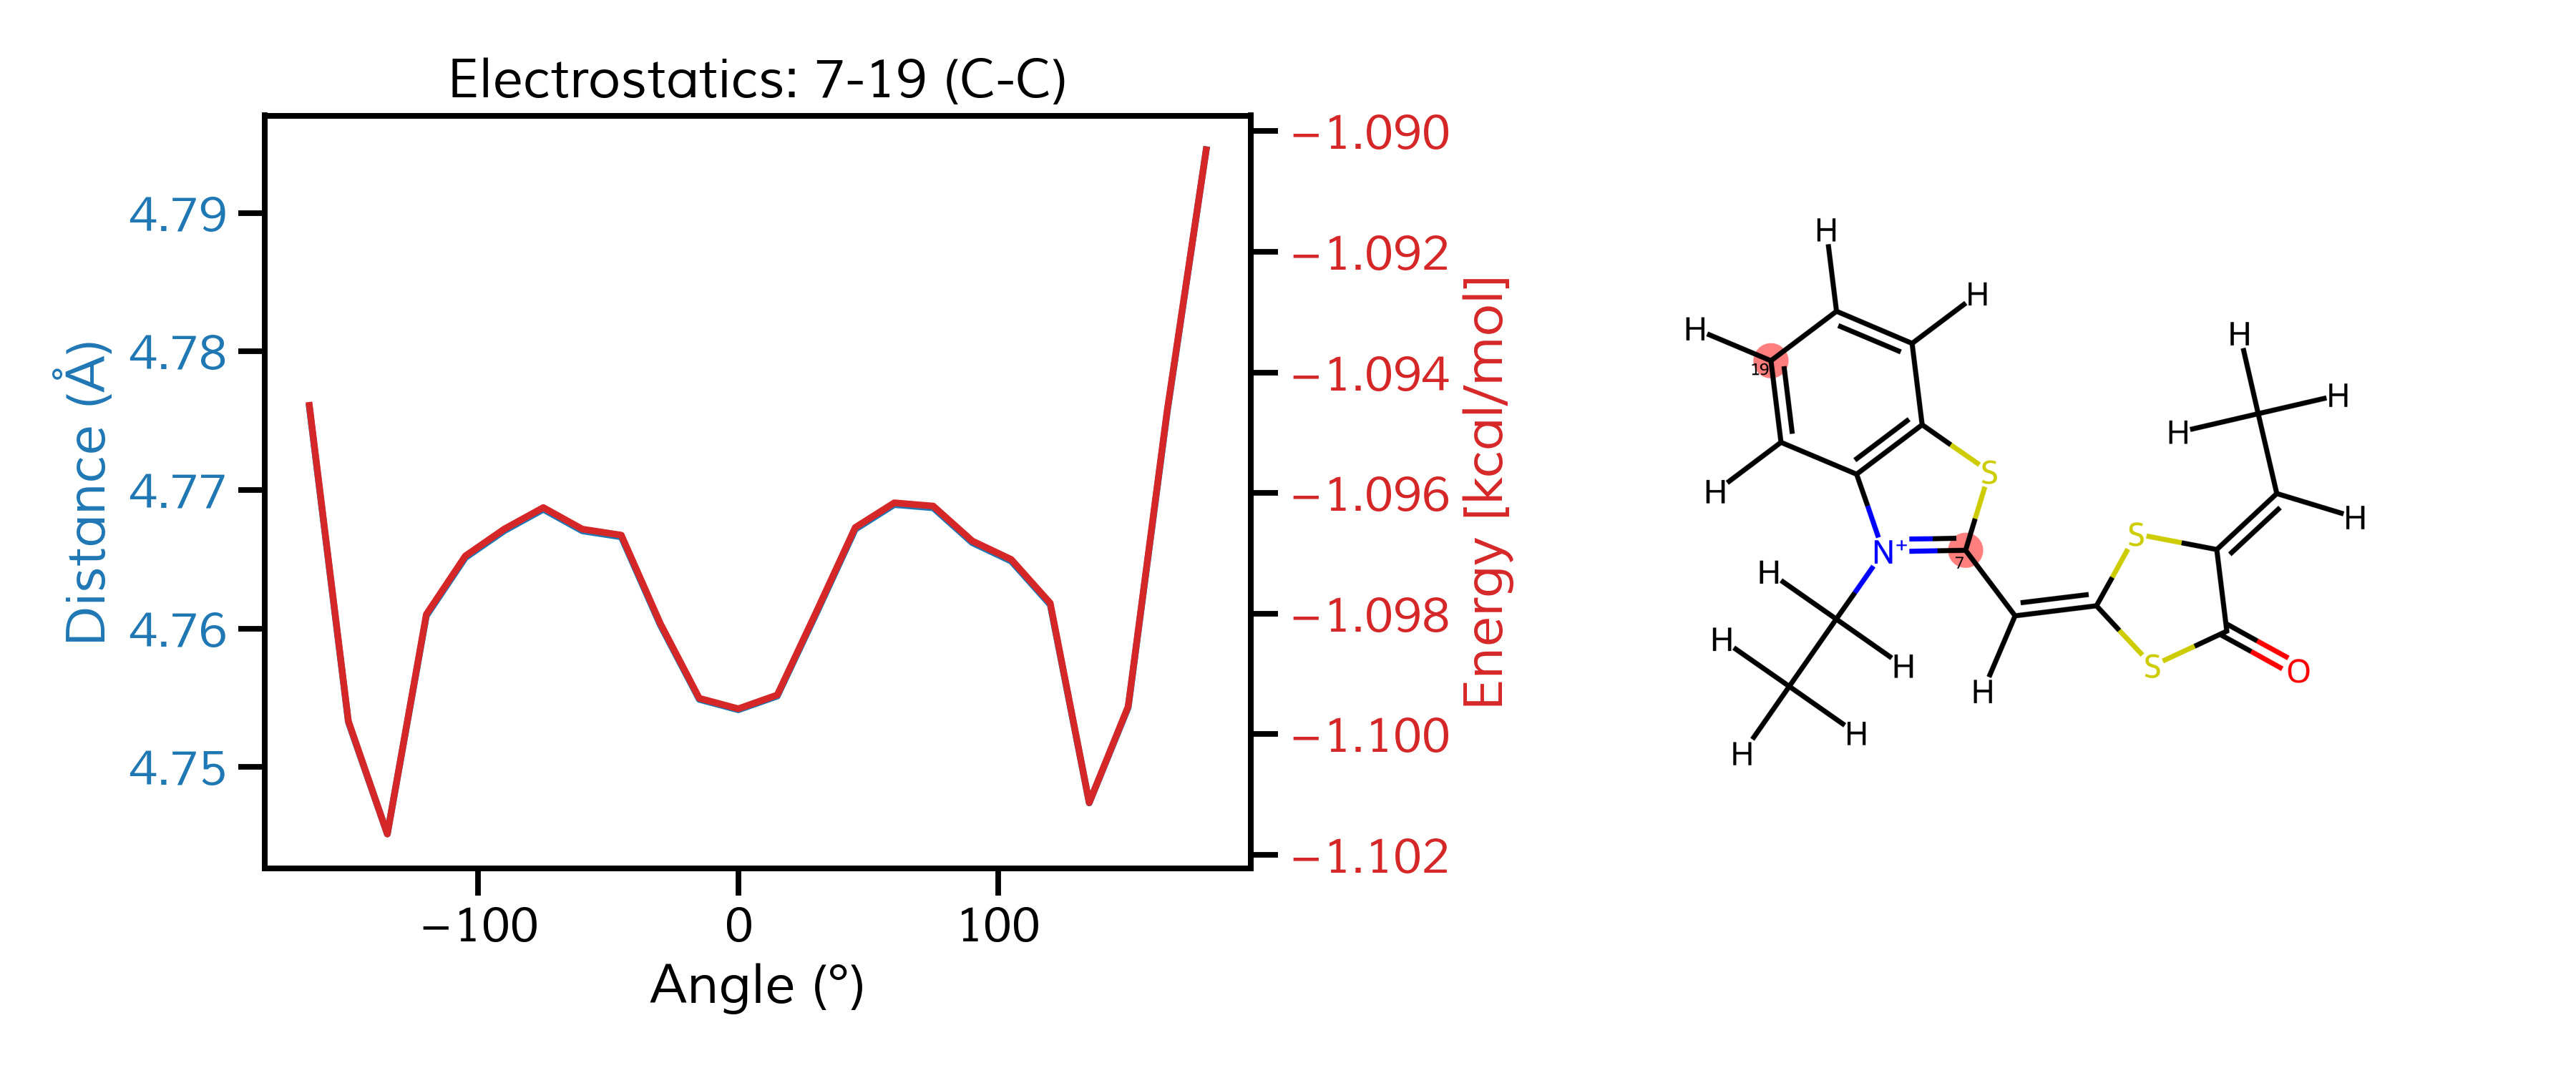 Electrostatics: 7-19 (C-C)
Distance (Å)
4.79
4.78
4.77
4.76
4.75
−100
0
100
Angle (°)
−1.090
−1.092
−1.094
−1.096
−1.098
−1.100
−1.102
Energy [kcal/mol]
H
H
H
H
H
H
H
H
19
S
S
N⁺
7
H
H
H
S
O
H
H
H
H